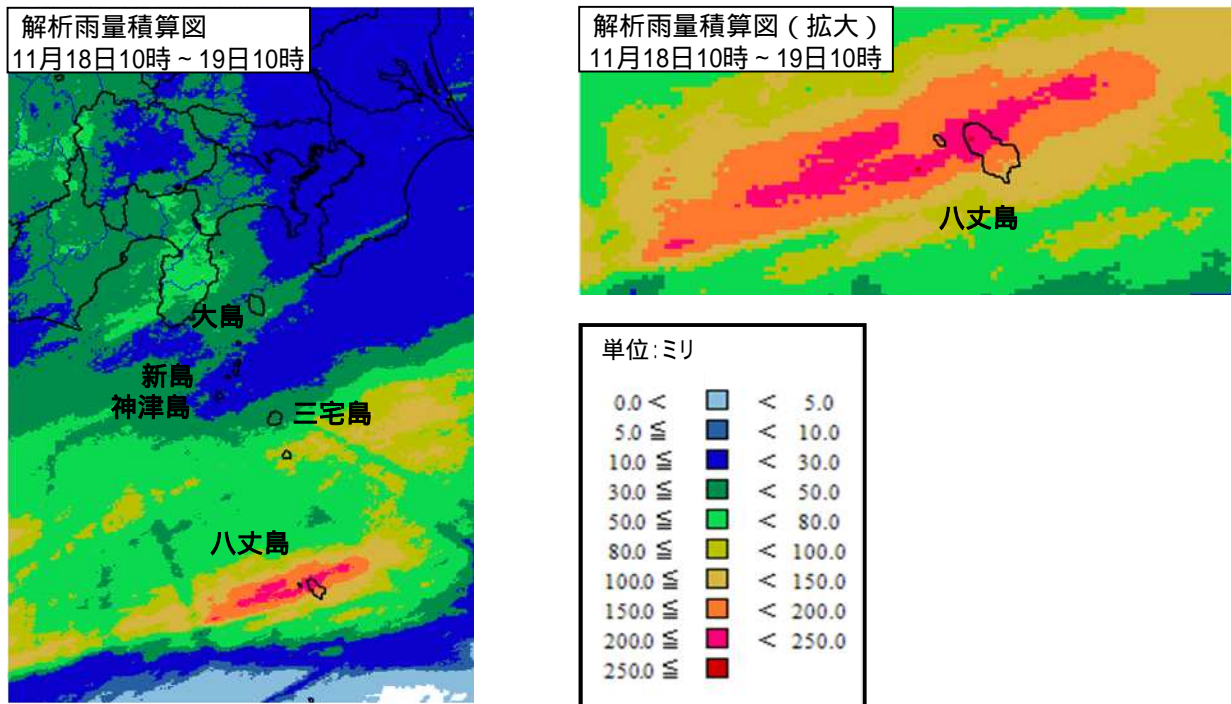 解析雨量積算図
11月18日10時~19日10時
大島
新島
神津島
三宅島
八丈島
解析雨量積算図(拡大)
11月18日10時~19日10時
八丈島
単位:ミリ
0.0 < < 5.0
5.0 ≦ < 10.0
10.0 ≦ < 30.0
30.0 ≦ < 50.0
50.0 ≦ < 80.0
80.0 ≦ < 100.0
100.0 ≦ < 150.0
150.0 ≦ < 200.0
200.0 ≦ < 250.0
250.0 ≦